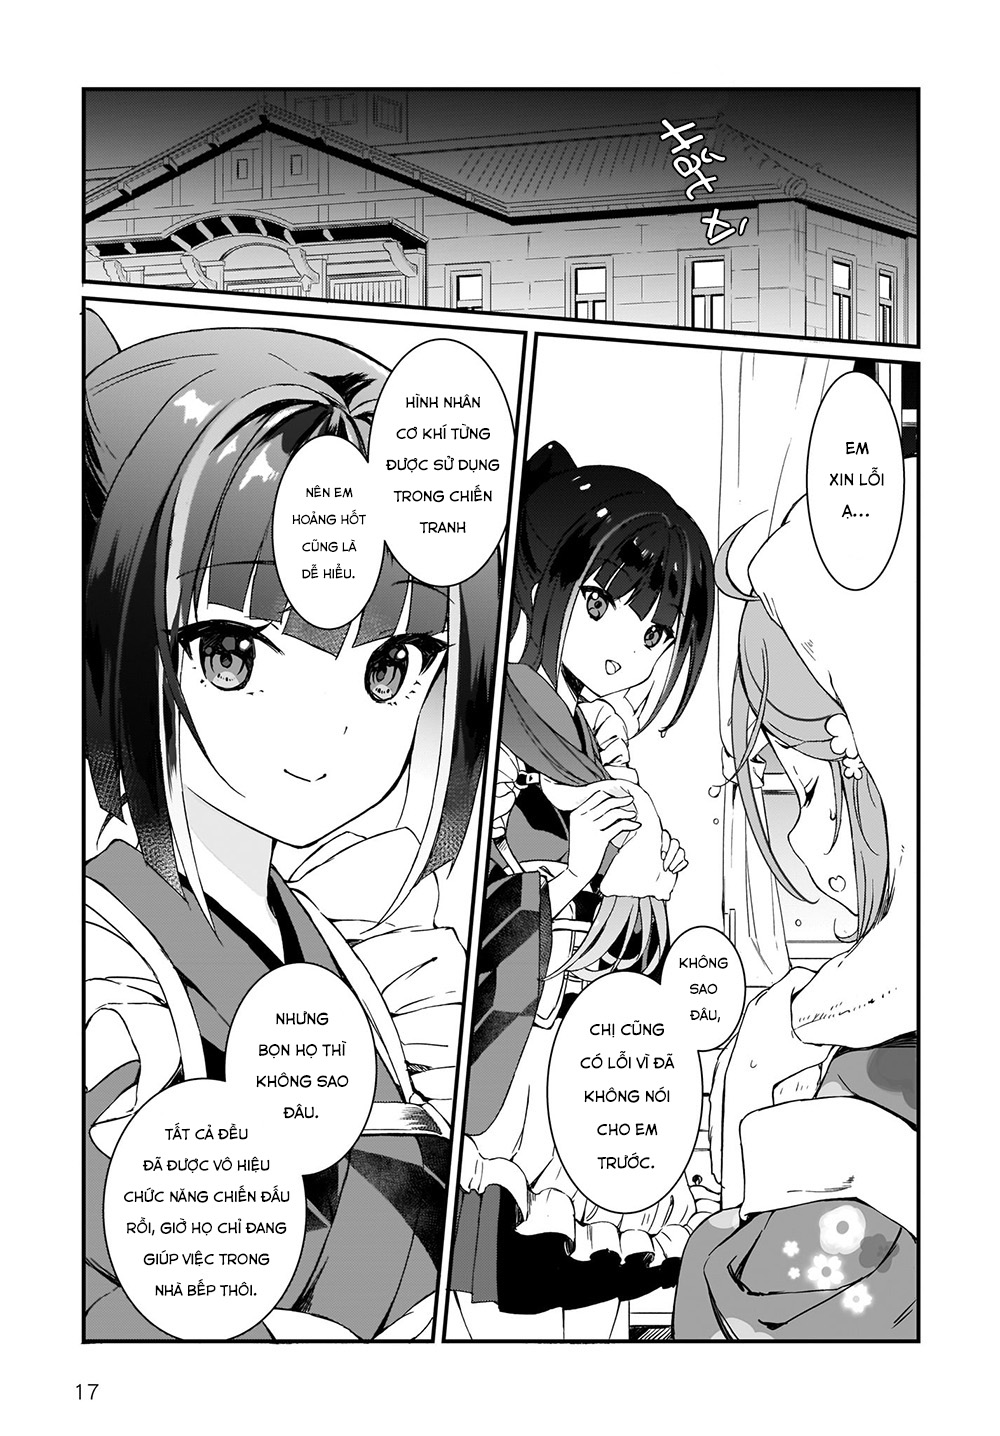 Hắt
xì
EM
XIN LỖI
Ạ...
KHÔNG
SAO
ĐÂU,
CHỊ CŨNG
CÓ LỖI VÌ ĐÃ
KHÔNG NÓI
CHO EM
TRƯỚC.
HÌNH NHÂN
CƠ KHÍ TỪNG
ĐƯỢC SỬ DỤNG
TRONG CHIẾN
TRANH
NÊN EM
HOẢNG HỐT
CŨNG LÀ
DỄ HIỂU.
NHƯNG
BỌN HỌ THÌ
KHÔNG SAO
ĐÂU.
TẤT CẢ ĐỀU
ĐÃ ĐƯỢC VÔ HIỆU
CHỨC NĂNG CHIẾN ĐẤU
RỒI, GIỜ HỌ CHỈ ĐANG
GIÚP VIỆC TRONG
NHÀ BẾP THÔI.
17